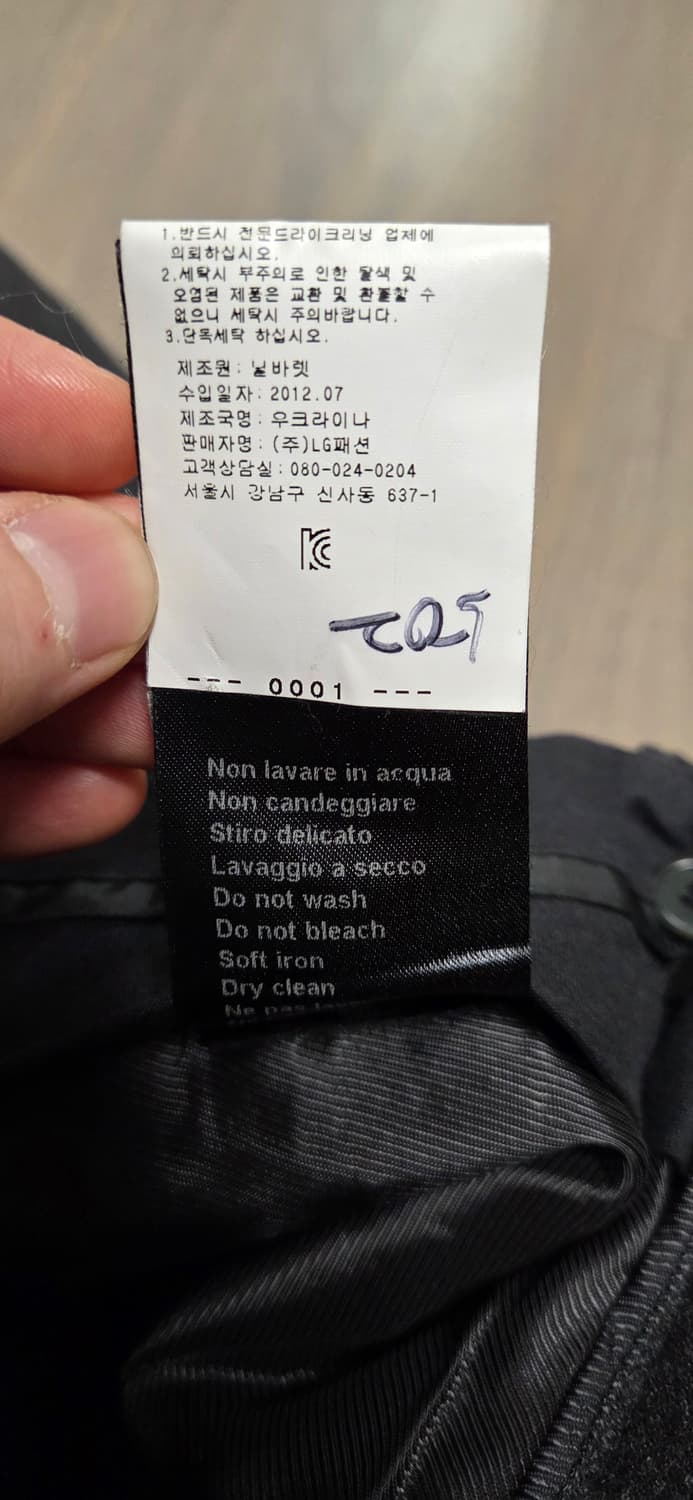 1.반드시 전문드라이크리닝 업체에
의뢰하십시오.
2.세탁시 부주의로 인한 탈색 및
오염된 제품은 교환 및 환불할 수
없으니 세탁시 주의바랍니다.
3.단독세탁 하십시오.
제조원: 닐바렛
수입일자: 2012.07
제조국명: 우크라이나
판매자명: (주)LG패션
고객상담실: 080-024-0204
서울시 강남구 신사동 637-1
--- 0001 ---
Non lavare in acqua
Non candeggiare
Stiro delicato
Lavaggio a secco
Do not wash
Do not bleach
Soft iron
Dry clean
Ne pas